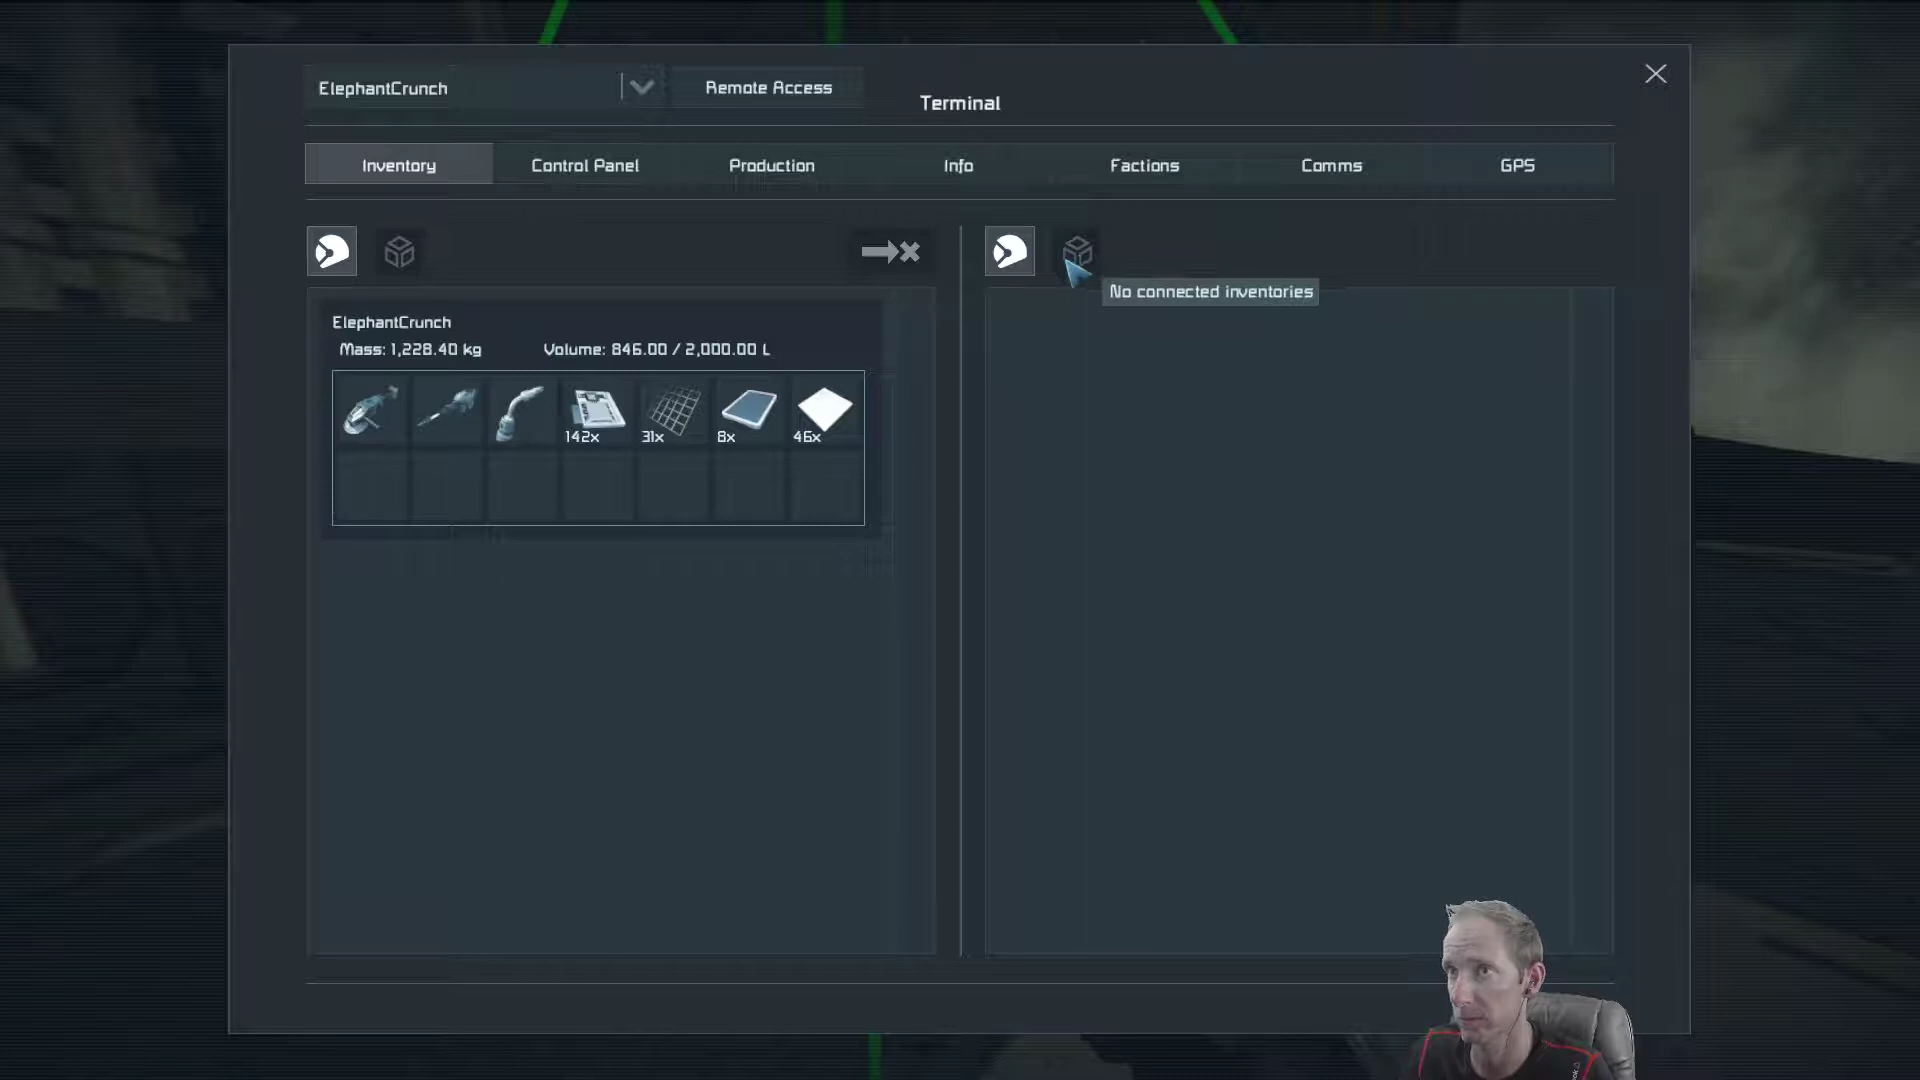 ElephantCrunch
Remote Access
Terminal
Inventory
Control Panel
Production
Info
Factions
Comms
GPS
No connected inventories
ElephantCrunch
Mass: 1,228.40 kg
Volume: 846.00 / 2,000.00 L
142x
31x
8x
46x